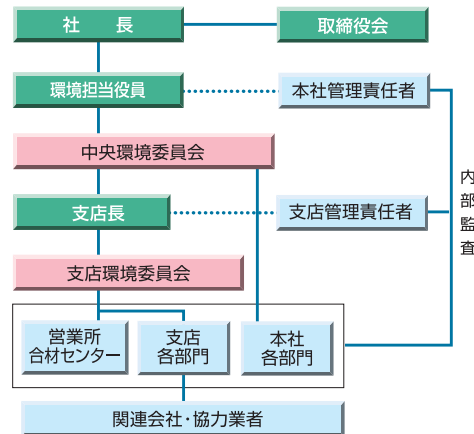 社　長
取締役会
環境担当役員
本社管理責任者
中央環境委員会
支店長
支店管理責任者
内部監査
支店環境委員会
営業所
合材センター
支店
各部門
本社
各部門
関連会社・協力業者